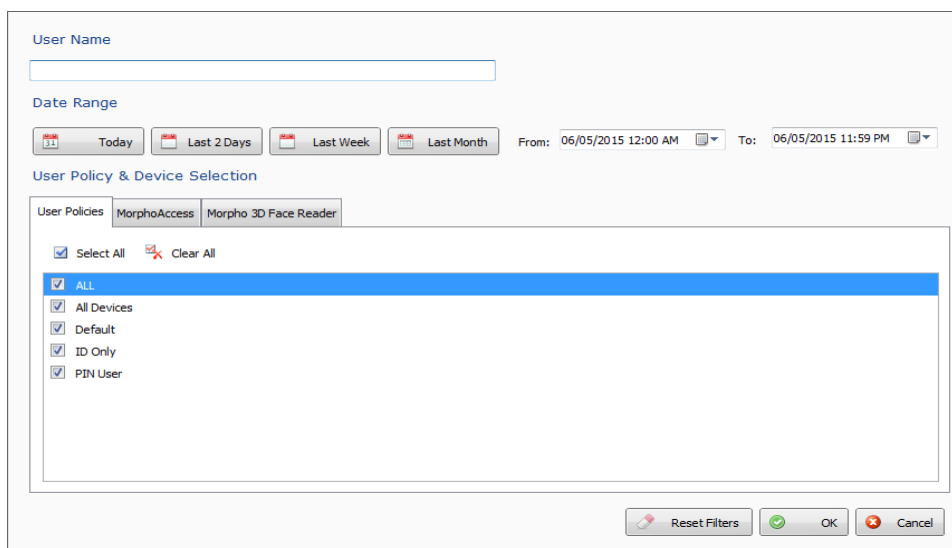 User Name
Date Range
31 Today Last 2 Days Last Week Last Month From: 06/05/2015 12:00 AM To: 06/05/2015 11:59 PM
User Policy & Device Selection
User Policies MorphoAccess Morpho 3D Face Reader
Select All Clear All
ALL
All Devices
Default
ID Only
PIN User
Reset Filters OK Cancel